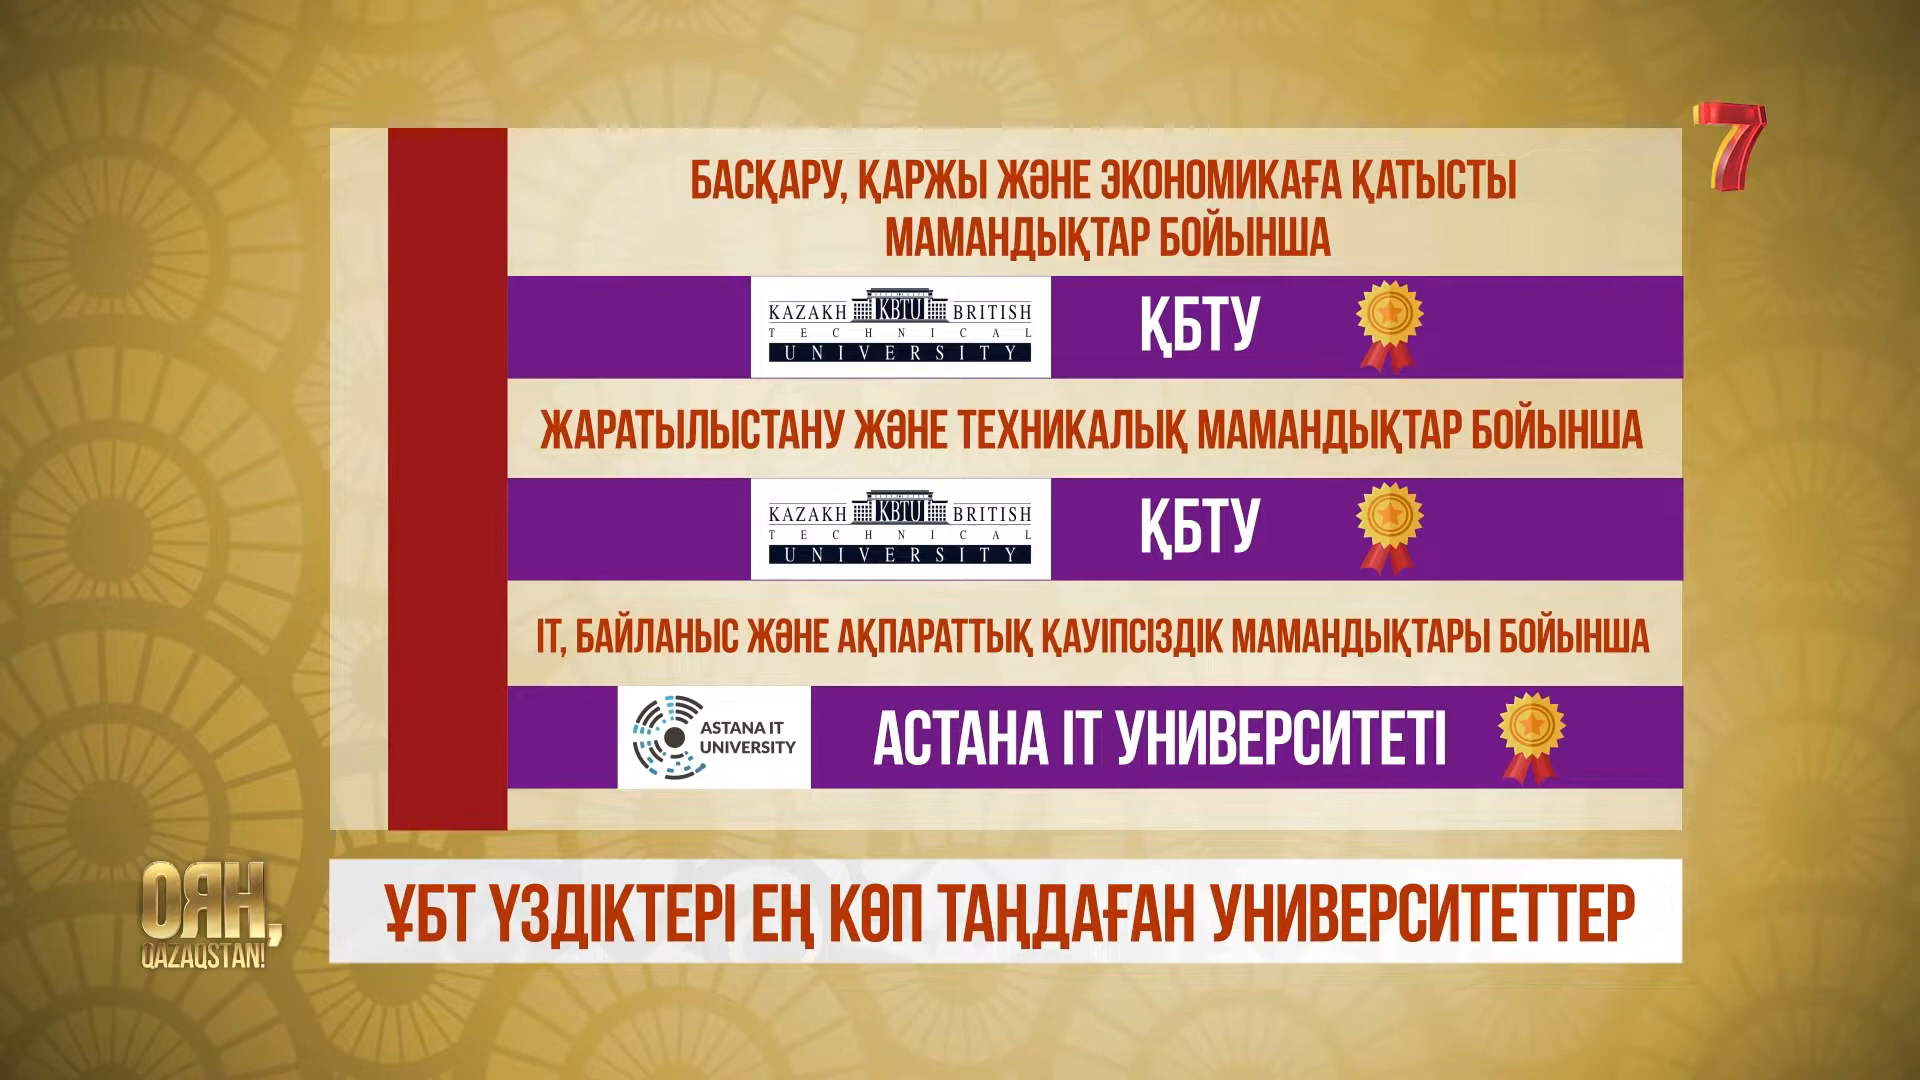 7
БАСҚАРУ, ҚАРЖЫ ЖӘНЕ ЭКОНОМИКАҒА ҚАТЫСТЫ
МАМАНДЫҚТАР БОЙЫНША
KAZAKH KBTU BRITISH
TECHNICAL
UNIVERSITY
ҚБТУ
ЖАРАТЫЛЫСТАНУ ЖӘНЕ ТЕХНИКАЛЫҚ МАМАНДЫҚТАР БОЙЫНША
KAZAKH KBTU BRITISH
TECHNICAL
UNIVERSITY
ҚБТУ
ІТ, БАЙЛАНЫС ЖӘНЕ АҚПАРАТТЫҚ ҚАУІПСІЗДІК МАМАНДЫҚТАРЫ БОЙЫНША
ASTANA IT
UNIVERSITY
АСТАНА ІТ УНИВЕРСИТЕТІ
ОЯН,
QAZAQSTAN!
ҰБТ ҮЗДІКТЕРІ ЕҢ КӨП ТАҢДАҒАН УНИВЕРСИТЕТТЕР